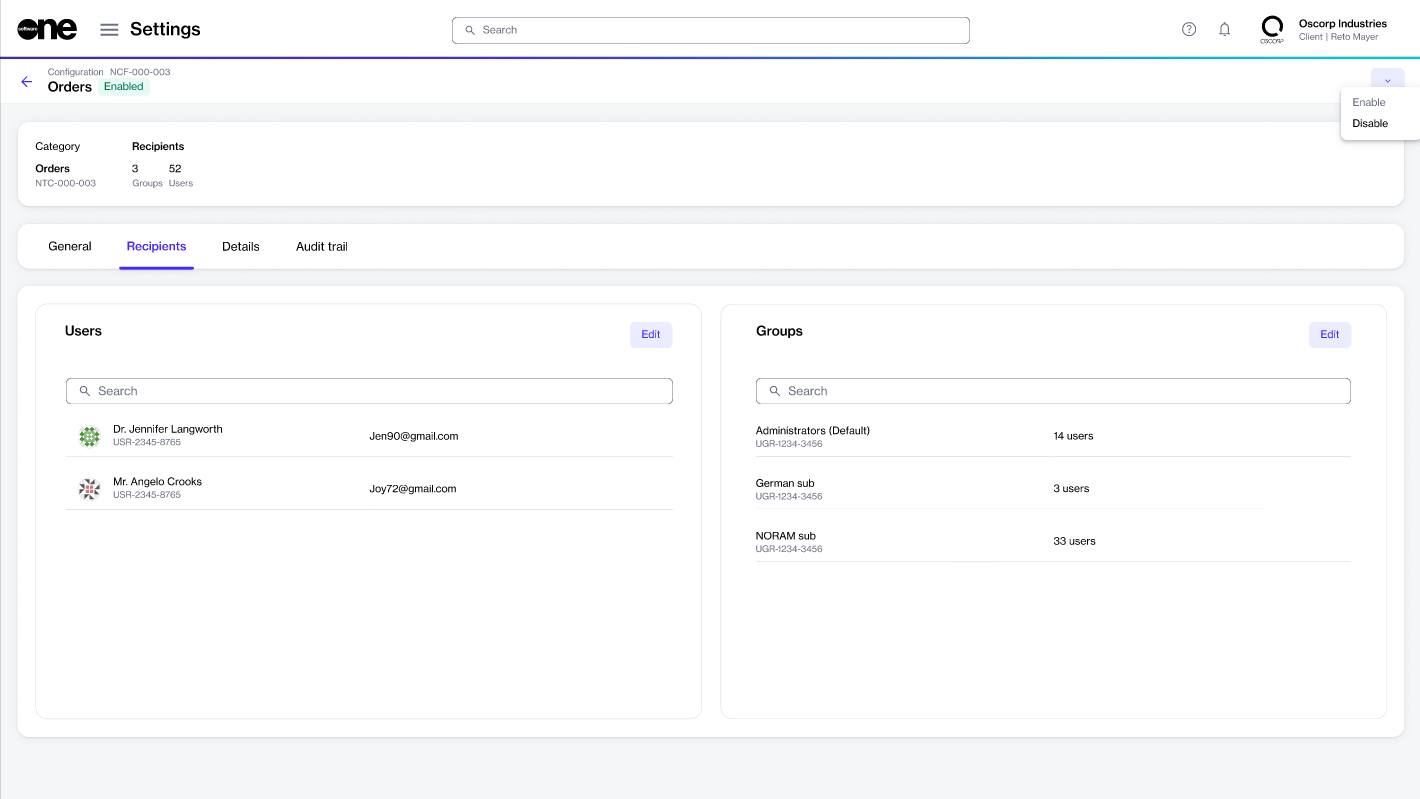 software one
Settings
Search
Oscorp Industries
Client | Reto Mayer
OSCORP
Configuration NCF-000-003
Orders Enabled
Enable
Disable
Category Recipients
Orders 3 52
NTC-000-003 Groups Users
General Recipients Details Audit trail
Users Edit
Search
Dr. Jennifer Langworth
USR-2345-8765
Jen90@gmail.com
Mr. Angelo Crooks
USR-2345-8765
Joy72@gmail.com
Groups Edit
Search
Administrators (Default)
UGR-1234-3456
14 users
German sub
UGR-1234-3456
3 users
NORAM sub
UGR-1234-3456
33 users